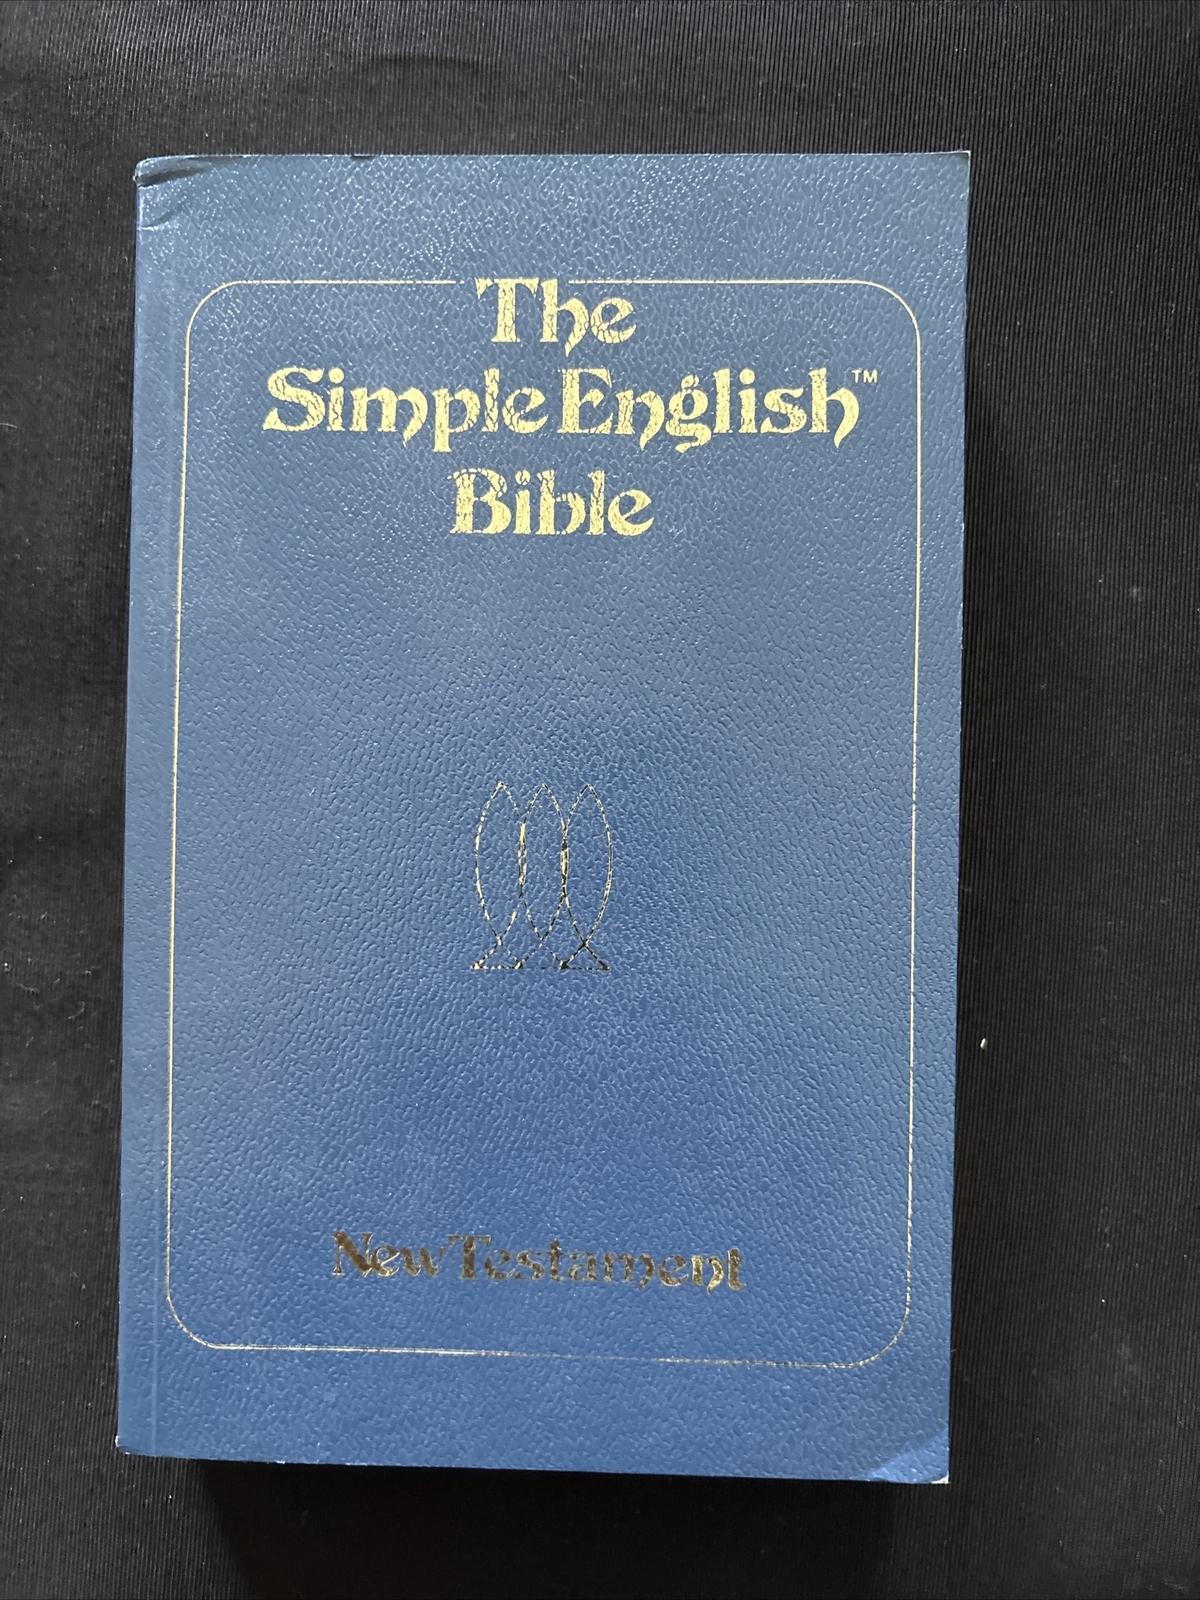 The
Simple English™
Bible
New Testament